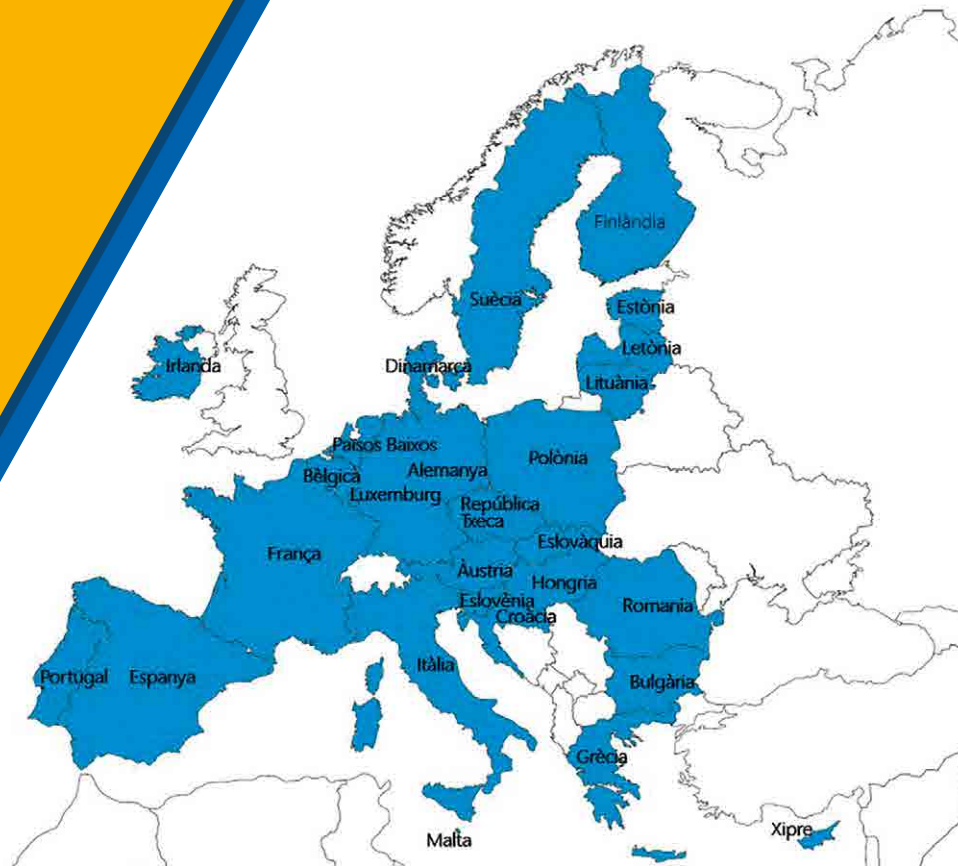 Finlàndia
Suècia
Estònia
Letònia
Irlanda
Dinamarca
Lituània
Països Baixos
Polònia
Alemanya
Bèlgica
Luxemburg
República
Txeca
Eslovàquia
França
Àustria
Hongria
Eslovènia
Romania
Croàcia
Itàlia
Portugal
Espanya
Bulgària
Grècia
Xipre
Malta